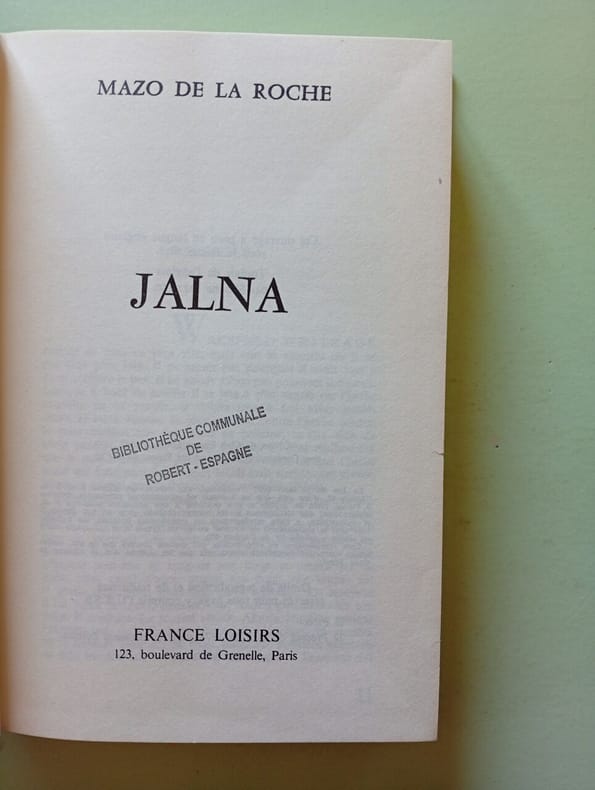 MAZO DE LA ROCHE
JALNA
BIBLIOTHÈQUE COMMUNALE
DE
ROBERT - ESPAGNE
FRANCE LOISIRS
123, boulevard de Grenelle, Paris